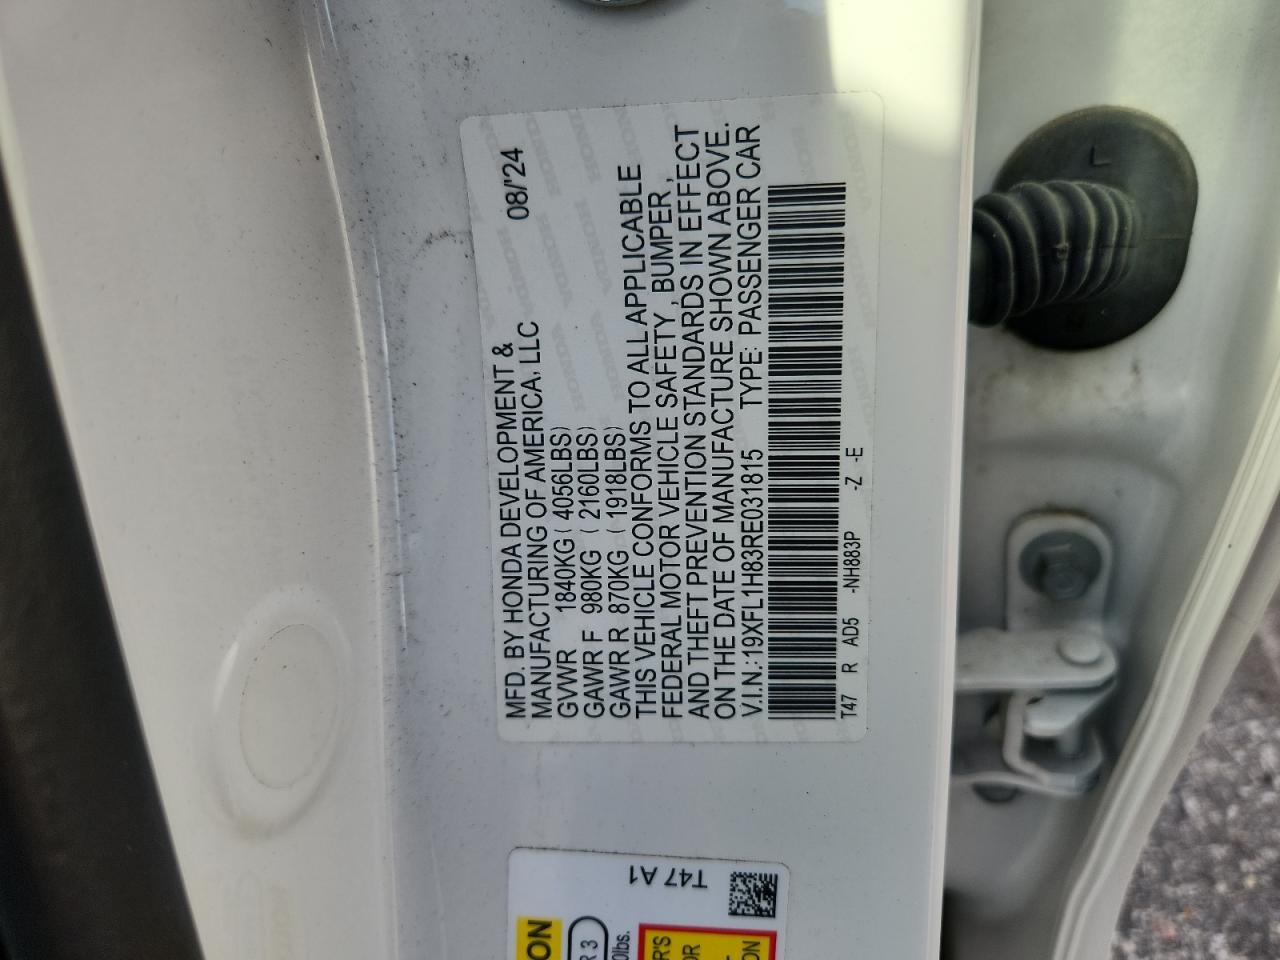 MFD. BY HONDA DEVELOPMENT & 08/'24
MANUFACTURING OF AMERICA, LLC
GVWR 1840KG ( 4056LBS)
GAWR F 980KG ( 2160LBS)
GAWR R 870KG ( 1918LBS)
THIS VEHICLE CONFORMS TO ALL APPLICABLE
FEDERAL MOTOR VEHICLE SAFETY , BUMPER ,
AND THEFT PREVENTION STANDARDS IN EFFECT
ON THE DATE OF MANUFACTURE SHOWN ABOVE.
V.I.N.:19XFL1H83RE031815 TYPE: PASSENGER CAR
T47 R AD5 -NH883P -Z -E
L
T47 A1